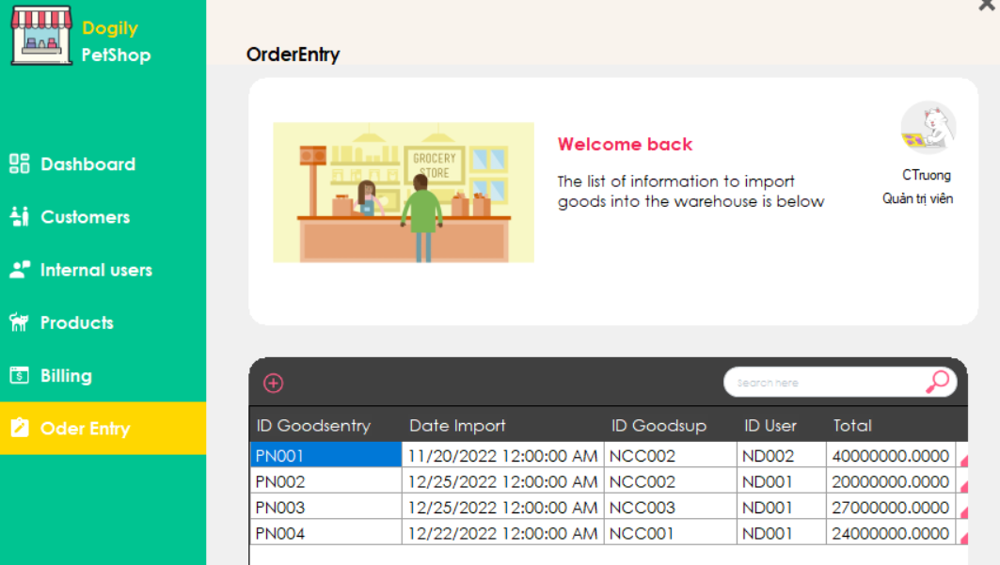 Dogily
PetShop
OrderEntry
GROCERY
STORE
Welcome back
The list of information to import
goods into the warehouse is below
CTruong
Quản trị viên
Dashboard
Customers
Internal users
Products
Billing
Oder Entry
Search here
ID Goodsentry Date Import ID Goodsup ID User Total
PN001 11/20/2022 12:00:00 AM NCC002 ND002 40000000.0000
PN002 12/25/2022 12:00:00 AM NCC002 ND001 20000000.0000
PN003 12/25/2022 12:00:00 AM NCC003 ND001 27000000.0000
PN004 12/22/2022 12:00:00 AM NCC001 ND001 24000000.0000